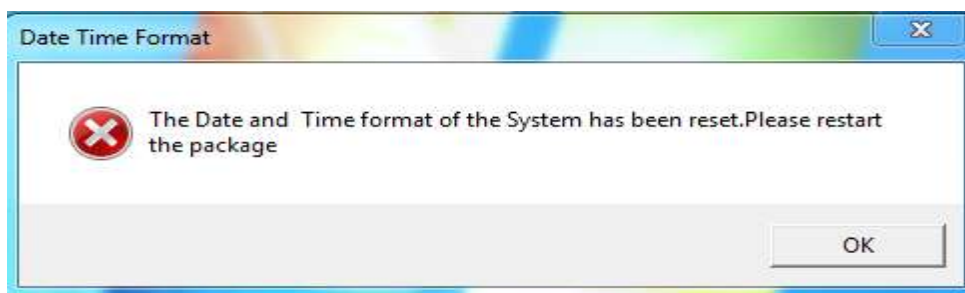 Date Time Format
The Date and  Time format of the System has been reset.Please restart
the package
OK